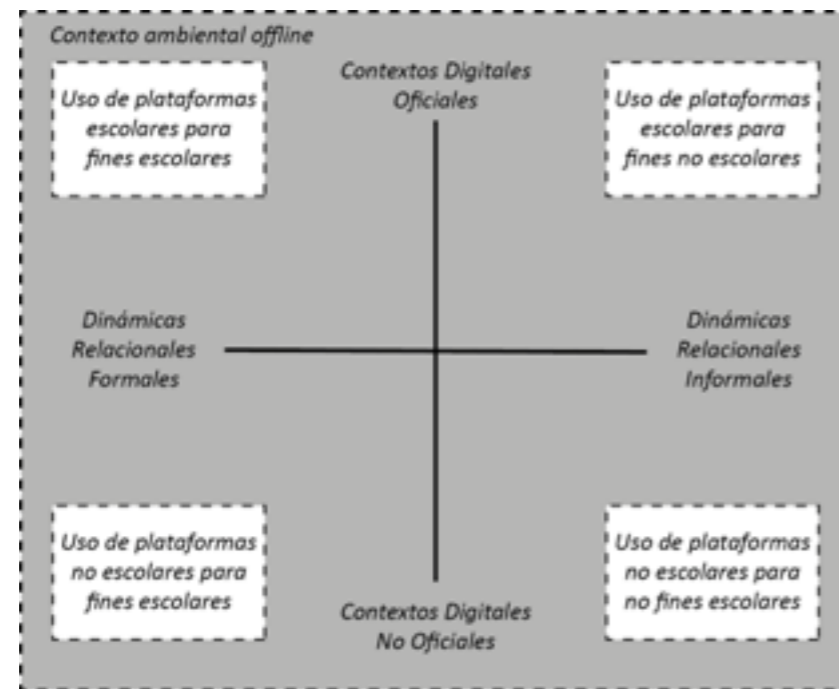 Contexto ambiental offline
Uso de plataformas
escolares para
fines escolares
Contextos Digitales
Oficiales
Uso de plataformas
escolares para
fines no escolares
Dinámicas
Relacionales
Formales
Dinámicas
Relacionales
Informales
Uso de plataformas
no escolares para
fines escolares
Contextos Digitales
No Oficiales
Uso de plataformas
no escolares para
no fines escolares